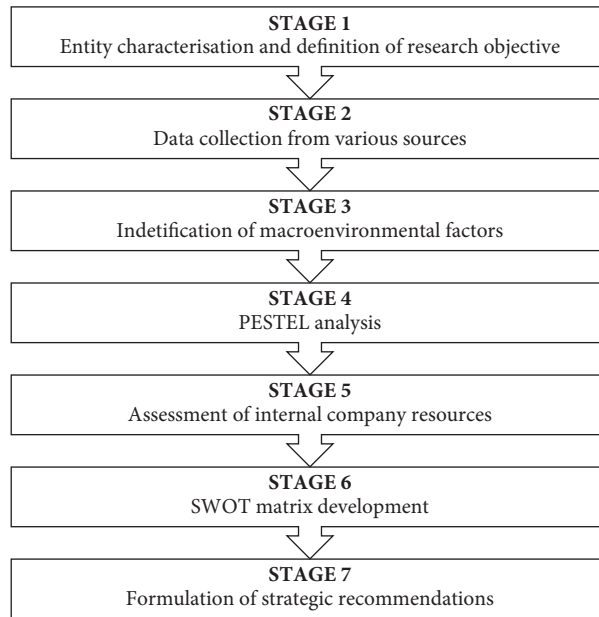 STAGE 1
Entity characterisation and definition of research objective
STAGE 2
Data collection from various sources
STAGE 3
Indetification of macroenvironmental factors
STAGE 4
PESTEL analysis
STAGE 5
Assessment of internal company resources
STAGE 6
SWOT matrix development
STAGE 7
Formulation of strategic recommendations